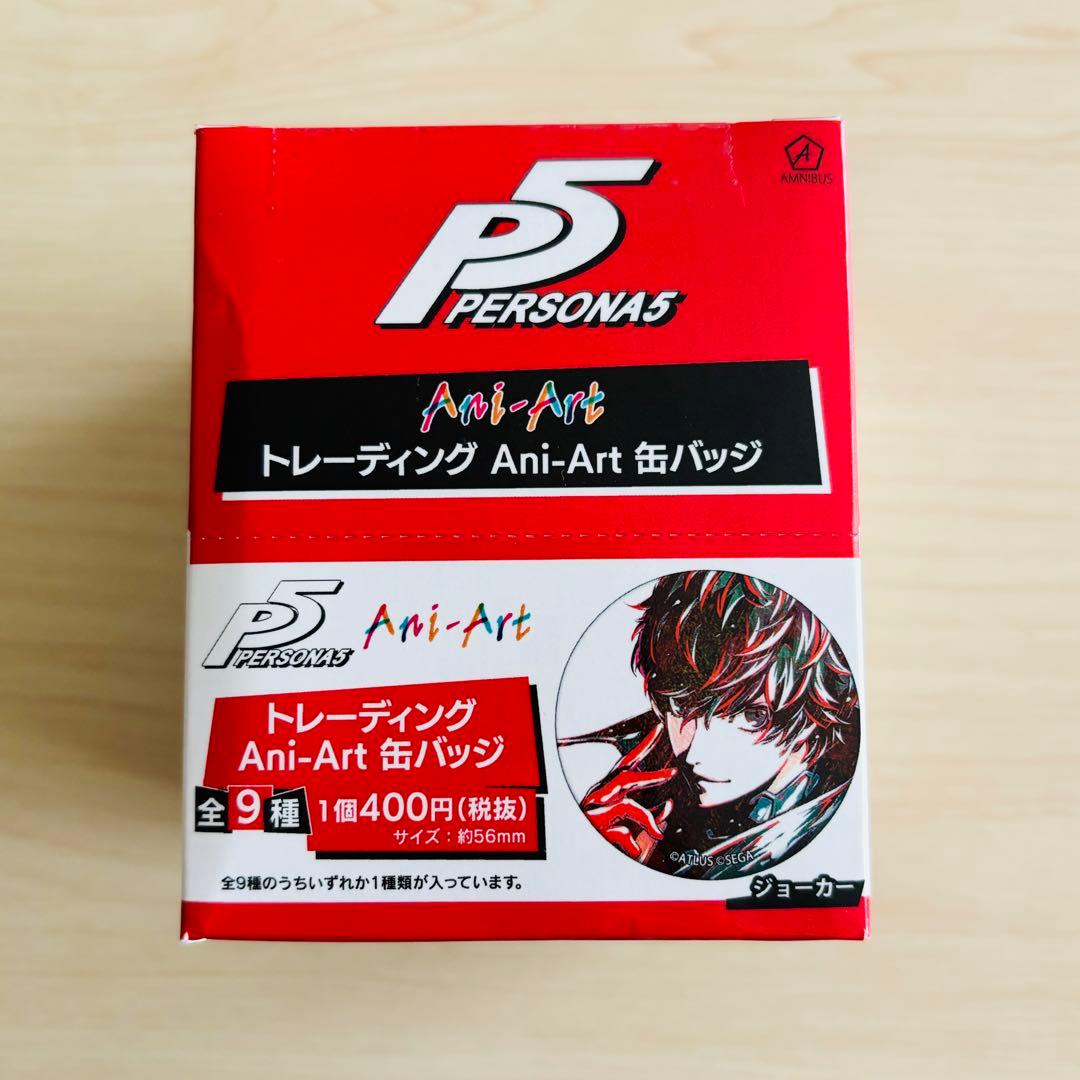 A
AMNIBUS
P5
PERSONA5
Ani-Art
トレーディング Ani-Art 缶バッジ
P5
PERSONA5
Ani-Art
トレーディング
Ani-Art 缶バッジ
全9種
1個400円(税抜)
サイズ:約56mm
全9種のうちいずれか1種類が入っています。
©ATLUS ©SEGA
ジョーカー